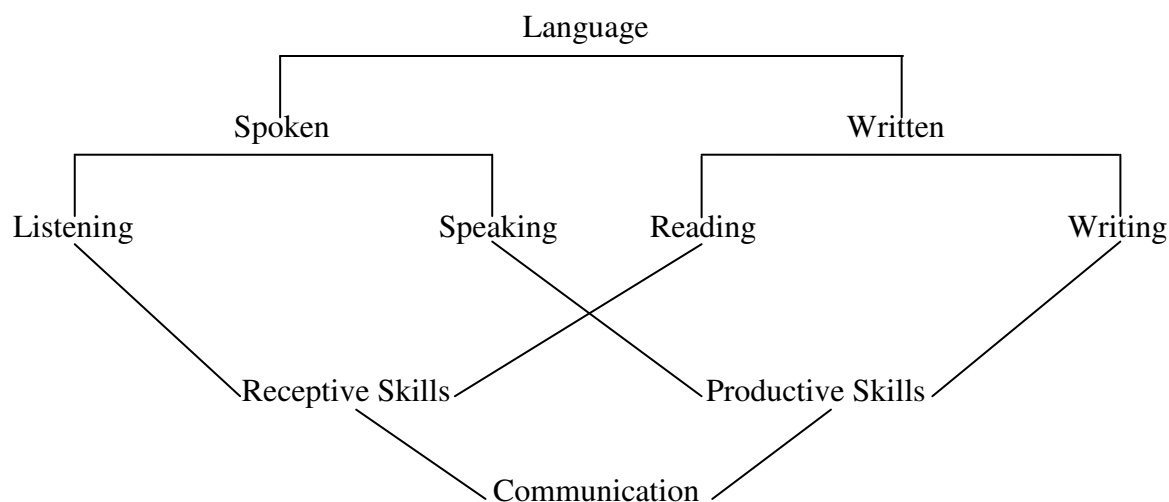 Language
Spoken Written
Listening Speaking Reading Writing
Receptive Skills Productive Skills
Communication